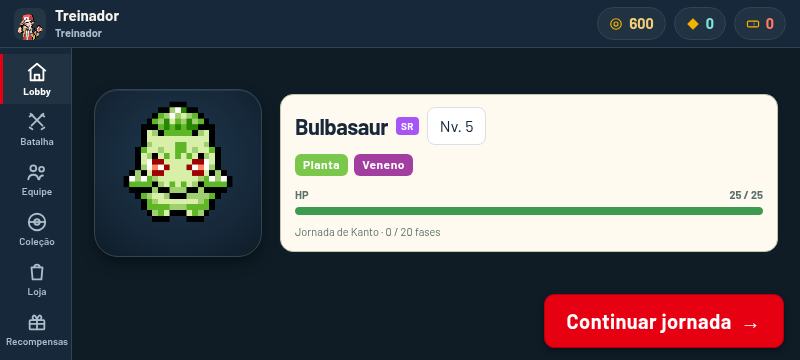 Treinador
Treinador
600
0
0
Lobby
Batalha
Equipe
Coleção
Loja
Recompensas
Bulbasaur SR Nv. 5
Planta Veneno
HP 25 / 25
Jornada de Kanto · 0 / 20 fases
Continuar jornada →